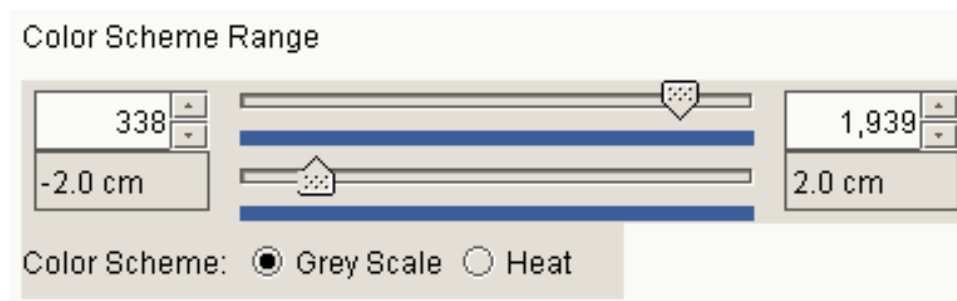 Color Scheme Range
338 1,939
-2.0 cm 2.0 cm
Color Scheme: Grey Scale Heat